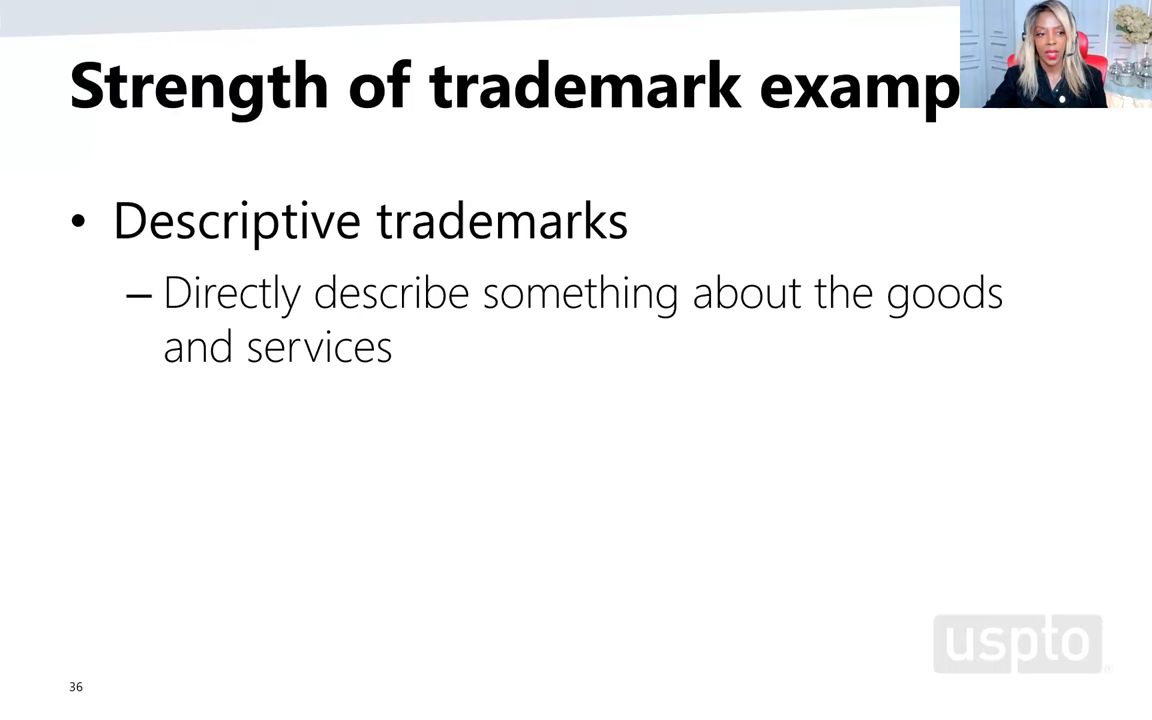 Strength of trademark examp
• Descriptive trademarks
– Directly describe something about the goods
and services
uspto
36